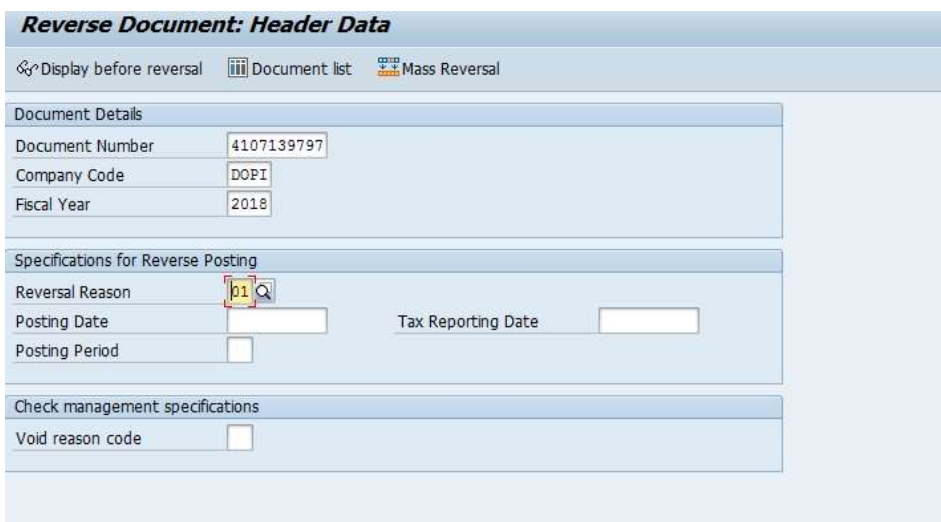 Reverse Document: Header Data
Display before reversal Document list Mass Reversal
Document Details
Document Number 4107139797
Company Code DOPI
Fiscal Year 2018
Specifications for Reverse Posting
Reversal Reason 01
Posting Date Tax Reporting Date
Posting Period
Check management specifications
Void reason code